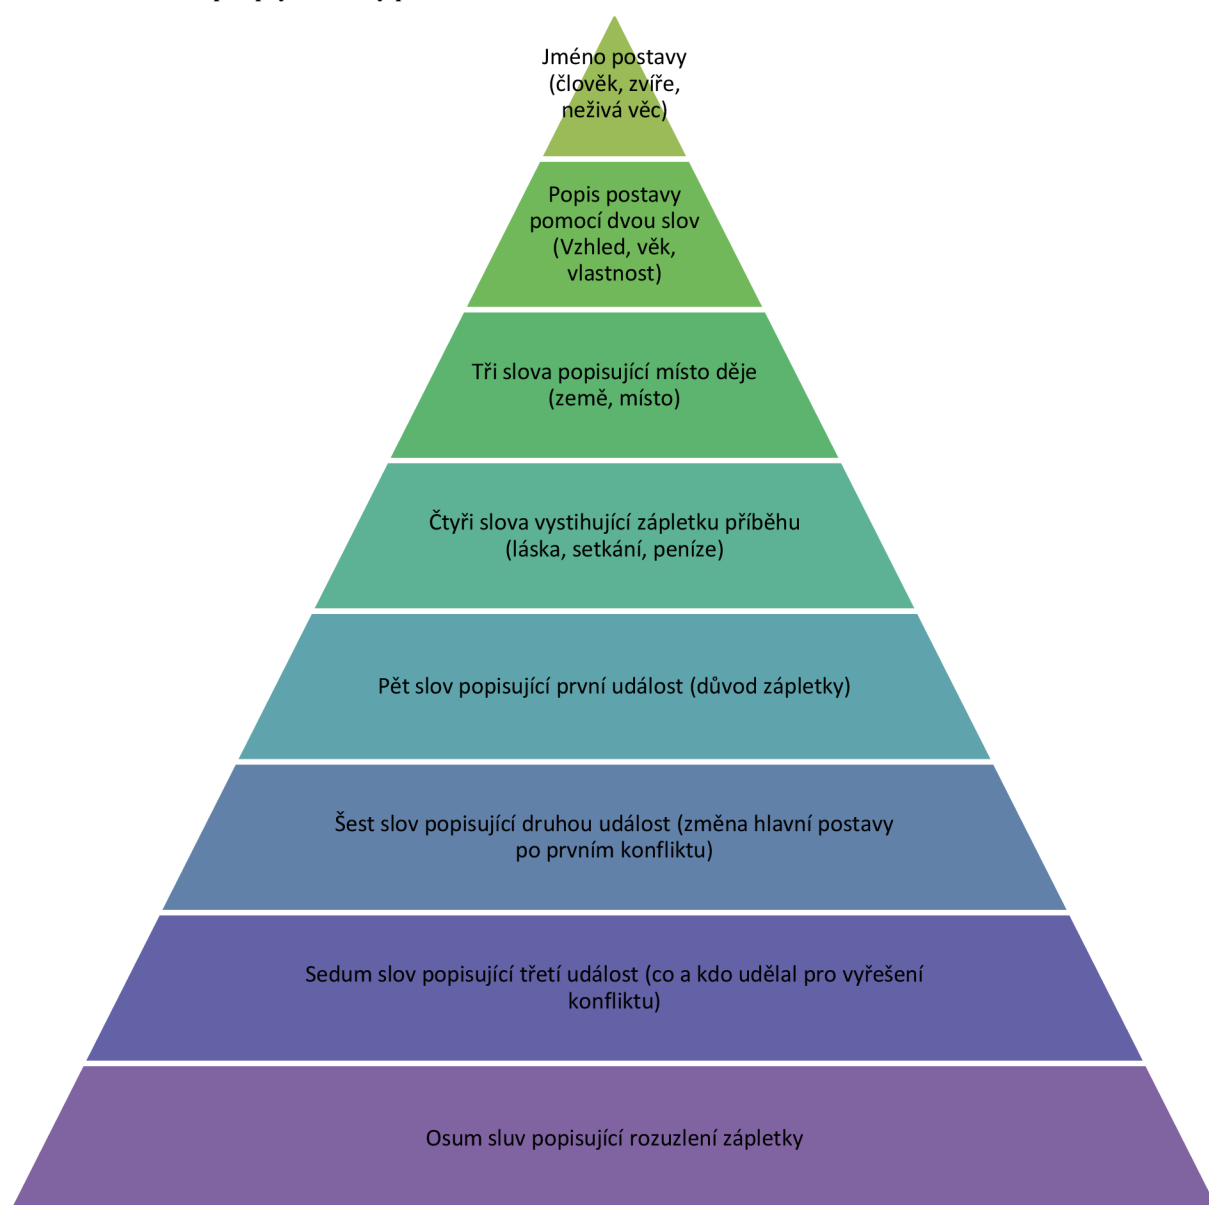 Jméno postavy
(člověk, zvíře,
neživá věc)
Popis postavy
pomocí dvou slov
(Vzhled, věk,
vlastnost)
Tři slova popisující místo děje
(země, místo)
Čtyři slova vystihující zápletku příběhu
(láska, setkání, peníze)
Pět slov popisující první událost (důvod zápletky)
Šest slov popisující druhou událost (změna hlavní postavy
po prvním konfliktu)
Sedum slov popisující třetí událost (co a kdo udělal pro vyřešení
konfliktu)
Osum sluv popisující rozuzlení zápletky